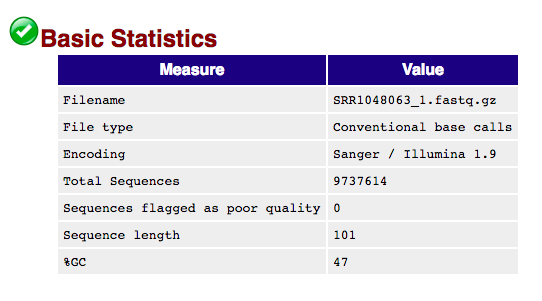 Basic Statistics
Measure Value
Filename SRR1048063_1.fastq.gz
File type Conventional base calls
Encoding Sanger / Illumina 1.9
Total Sequences 9737614
Sequences flagged as poor quality 0
Sequence length 101
%GC 47